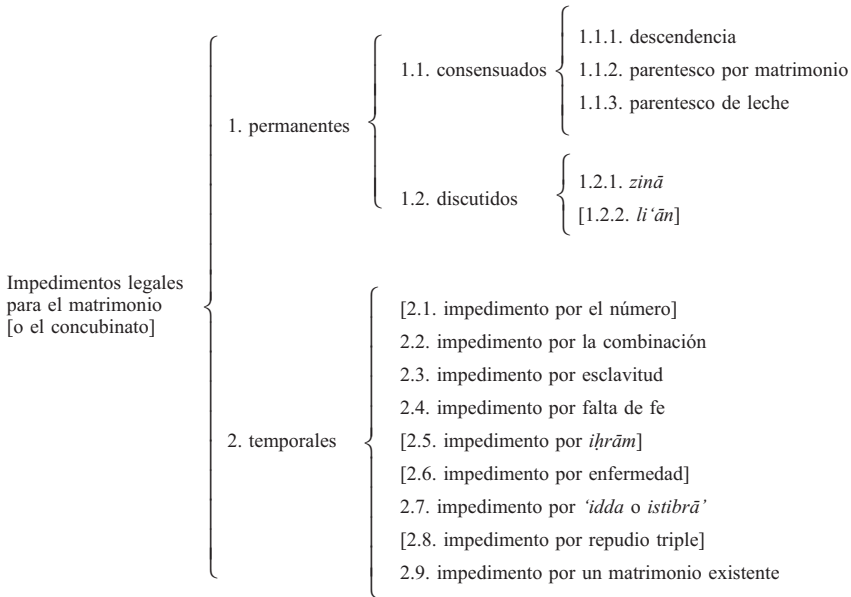 Impedimentos legales
para el matrimonio
[o el concubinato]
1. permanentes
1.1. consensuados
1.1.1. descendencia
1.1.2. parentesco por matrimonio
1.1.3. parentesco de leche
1.2. discutidos
1.2.1. zinā
[1.2.2. li‘ān]
2. temporales
[2.1. impedimento por el número]
2.2. impedimento por la combinación
2.3. impedimento por esclavitud
2.4. impedimento por falta de fe
[2.5. impedimento por iḥrām]
[2.6. impedimento por enfermedad]
2.7. impedimento por ‘idda o istibrā’
[2.8. impedimento por repudio triple]
2.9. impedimento por un matrimonio existente